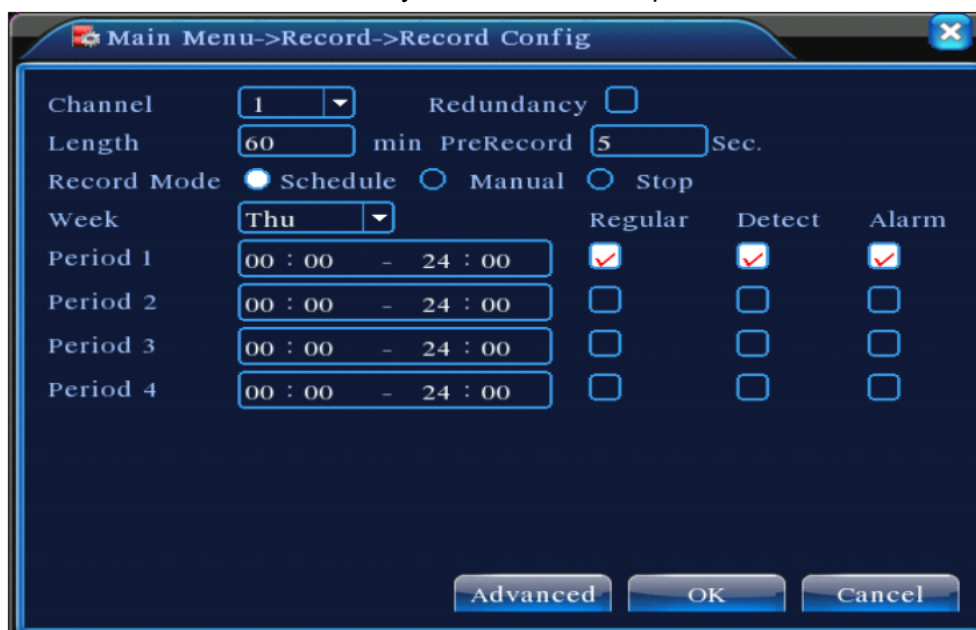 Main Menu->Record->Record Config
Channel 1 Redundancy
Length 60 min PreRecord 5 Sec.
Record Mode Schedule Manual Stop
Week Thu Regular Detect Alarm
Period 1 00 : 00 - 24 : 00
Period 2 00 : 00 - 24 : 00
Period 3 00 : 00 - 24 : 00
Period 4 00 : 00 - 24 : 00
Advanced OK Cancel